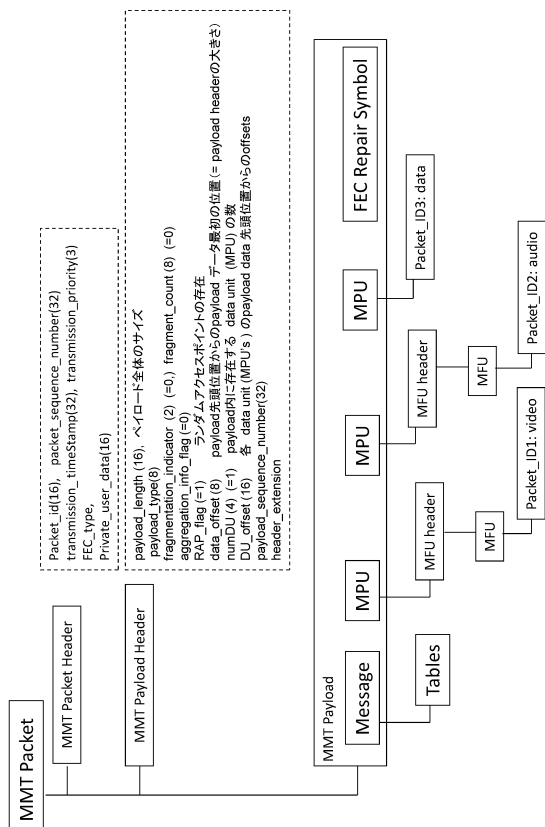 MMT Packet
MMT Packet Header
Packet_id(16), packet_sequence_number(32)
transmission_timeStamp(32), transmission_priority(3)
FEC_type,
Private_user_data(16)
MMT Payload Header
payload_length (16), ペイロード全体のサイズ
payload_type(8)
fragmentation_indicator (2) (=0,) fragment_count (8) (=0)
aggregation_info_flag (=0)
RAP_flag (=1) ランダムアクセスポイントの存在
data_offset (8) payload先頭位置からのpayload データ最初の位置 (= payload headerの大きさ)
numDU (4) (=1) payload内に存在する data unit (MPU) の数
DU_offset (16) 各 data unit (MPU's) のpayload data 先頭位置からのoffsets
payload_sequence_number(32)
header_extension
MMT Payload
Message
MPU
MPU
MPU
FEC Repair Symbol
Tables
MFU header
MFU header
Packet_ID3: data
MFU
MFU
Packet_ID1: video
Packet_ID2: audio